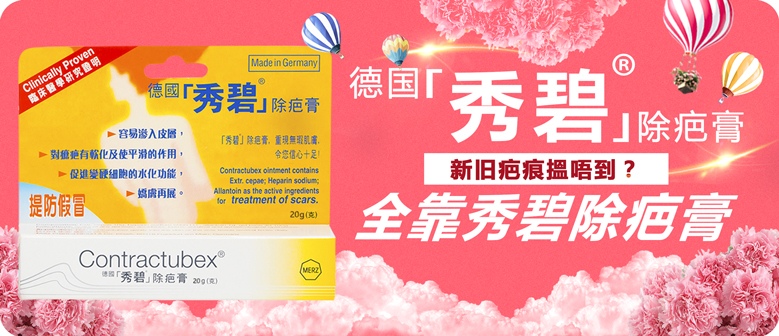 Clinically Proven
臨床醫學研究證明
Made in Germany
德國「秀碧」®除疤膏
容易滲入皮層，
對瘡疤有軟化及使平滑的作用，
促進變硬細胞的水化功能，
嬌膚再展。
「秀碧」除疤膏，重現無瑕肌膚，
令您信心十足！
Contractubex ointment contains
Extr. cepae; Heparin sodium;
Allantoin as the active ingredients
for treatment of scars.
20g(克)
提防假冒
Contractubex®
德國「秀碧」除疤膏 20g(克)
MERZ
德国「秀碧」®除疤膏
新旧疤痕搵唔到？
全靠秀碧除疤膏